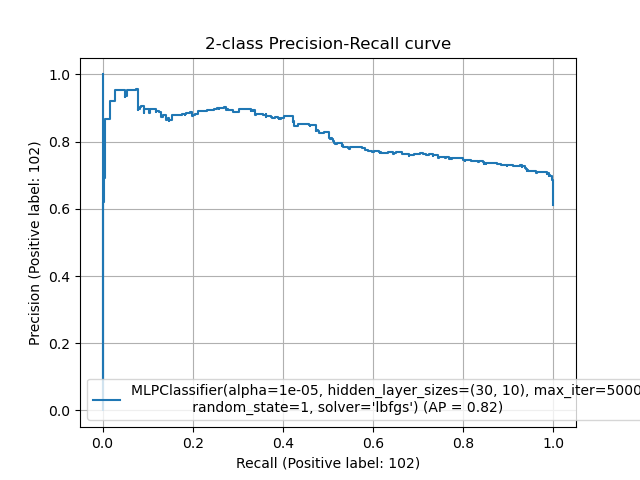 2-class Precision-Recall curve
1.0
0.8
0.6
0.4
0.2
0.0
Precision (Positive label: 102)
MLPClassifier(alpha=1e-05, hidden_layer_sizes=(30, 10), max_iter=5000
random_state=1, solver='lbfgs') (AP = 0.82)
0.0 0.2 0.4 0.6 0.8 1.0
Recall (Positive label: 102)